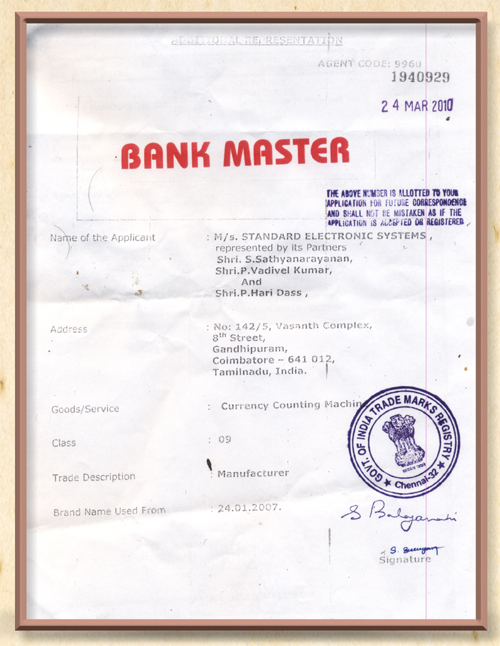 ADDITIONAL REPRESENTATION
AGENT CODE: 9960
1940929
24 MAR 2010
BANK MASTER
THE ABOVE NUMBER IS ALLOTTED TO YOUR
APPLICATION FOR FUTURE CORRESPONDENCE
AND SHALL NOT BE MISTAKEN AS IF THE
APPLICATION IS ACCEPTED OR REGISTERED
Name of the Applicant : M/s. STANDARD ELECTRONIC SYSTEMS ,
represented by its Partners
Shri. S.Sathyanarayanan,
Shri.P.Vadivel Kumar,
And
Shri.P.Hari Dass ,
Address : No: 142/5, Vasanth Complex,
8th Street,
Gandhipuram,
Coimbatore – 641 012,
Tamilnadu, India.
Goods/Service : Currency Counting Machin
Class : 09
Trade Description : Manufacturer
Brand Name Used From : 24.01.2007.
GOVT. OF INDIA TRADE MARKS REGISTRY
Chennai-32
Signature